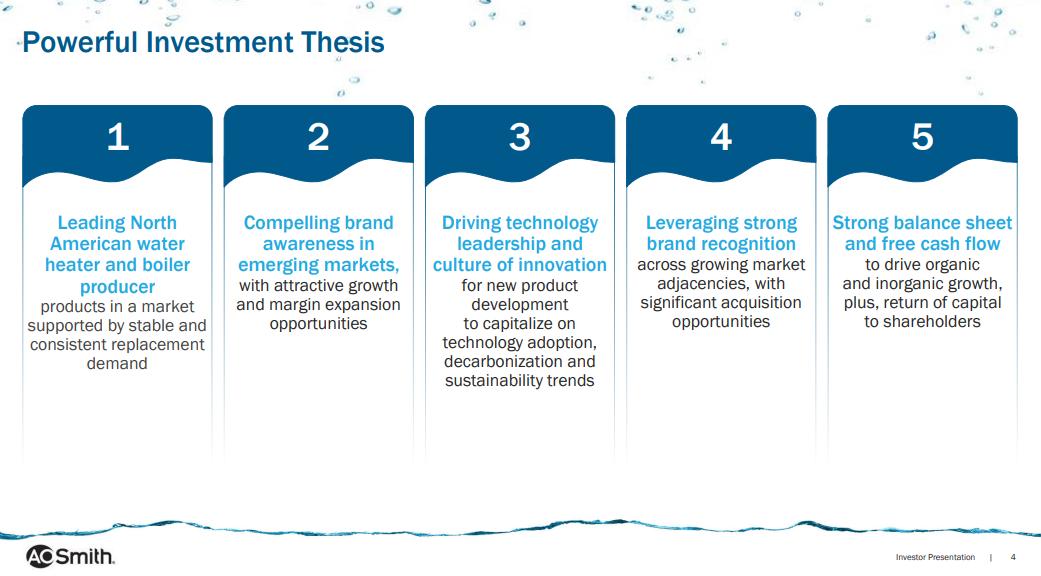 Powerful Investment Thesis
1
Leading North
American water
heater and boiler
producer
products in a market
supported by stable and
consistent replacement
demand
2
Compelling brand
awareness in
emerging markets,
with attractive growth
and margin expansion
opportunities
3
Driving technology
leadership and
culture of innovation
for new product
development
to capitalize on
technology adoption,
decarbonization and
sustainability trends
4
Leveraging strong
brand recognition
across growing market
adjacencies, with
significant acquisition
opportunities
5
Strong balance sheet
and free cash flow
to drive organic
and inorganic growth,
plus, return of capital
to shareholders
AO Smith.
Investor Presentation | 4